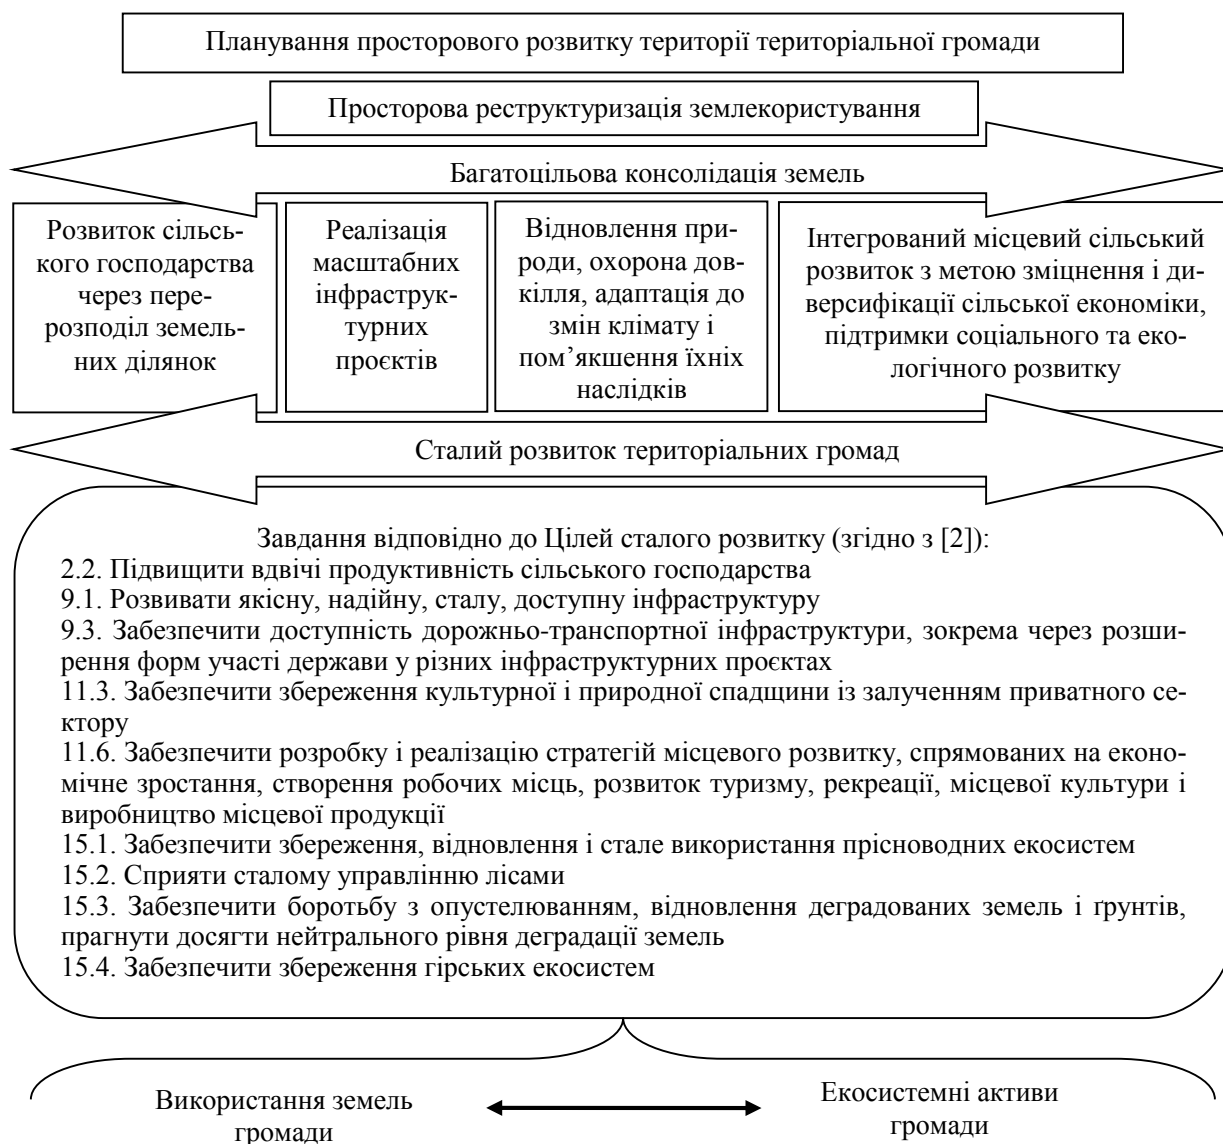 Планування просторового розвитку території територіальної громади
Просторова реструктуризація землекористування
Багатоцільова консолідація земель
Розвиток сільсь-
кого господарства
через пере-
розподіл земель-
них ділянок
Реалізація
масштабних
інфраструк-
турних
проєктів
Відновлення при-
роди, охорона дов-
кілля, адаптація до
змін клімату і
пом’якшення їхніх
наслідків
Інтегрований місцевий сільський
розвиток з метою зміцнення і ди-
версифікації сільської економіки,
підтримки соціального та еко-
логічного розвитку
Сталий розвиток територіальних громад
Завдання відповідно до Цілей сталого розвитку (згідно з [2]):
2.2. Підвищити вдвічі продуктивність сільського господарства
9.1. Розвивати якісну, надійну, сталу, доступну інфраструктуру
9.3. Забезпечити доступність дорожньо-транспортної інфраструктури, зокрема через розши-
рення форм участі держави у різних інфраструктурних проєктах
11.3. Забезпечити збереження культурної і природної спадщини із залученням приватного се-
ктору
11.6. Забезпечити розробку і реалізацію стратегій місцевого розвитку, спрямованих на еконо-
мічне зростання, створення робочих місць, розвиток туризму, рекреації, місцевої культури і
виробництво місцевої продукції
15.1. Забезпечити збереження, відновлення і стале використання прісноводних екосистем
15.2. Сприяти сталому управлінню лісами
15.3. Забезпечити боротьбу з опустелюванням, відновлення деградованих земель і ґрунтів,
прагнути досягти нейтрального рівня деградації земель
15.4. Забезпечити збереження гірських екосистем
Використання земель
громади
Екосистемні активи
громади